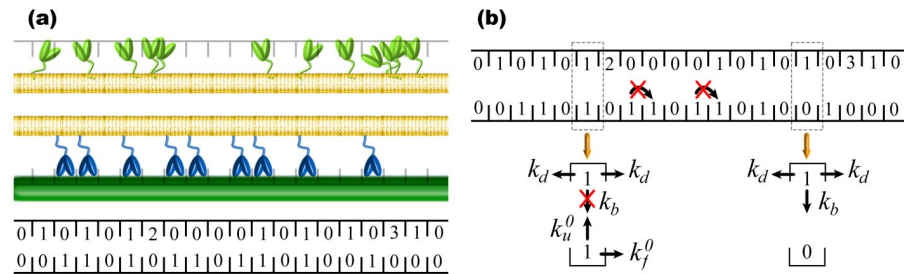 (a)
0 1 0 1 0 1 2 0 0 0 0 1 0 1 0 1 0 3 1 0
0 0 1 1 0 1 0 1 1 0 1 1 0 1 0 0 1 0 0 0
(b)
0 1 0 1 0 1 2 0 0 0 0 1 0 1 0 1 0 3 1 0
0 0 1 1 0 1 0 1 1 0 1 1 0 1 0 0 1 0 0 0
k_d 1 k_d k_d 1 k_d
k_b k_b
k_u^0
1 k_f^0 0